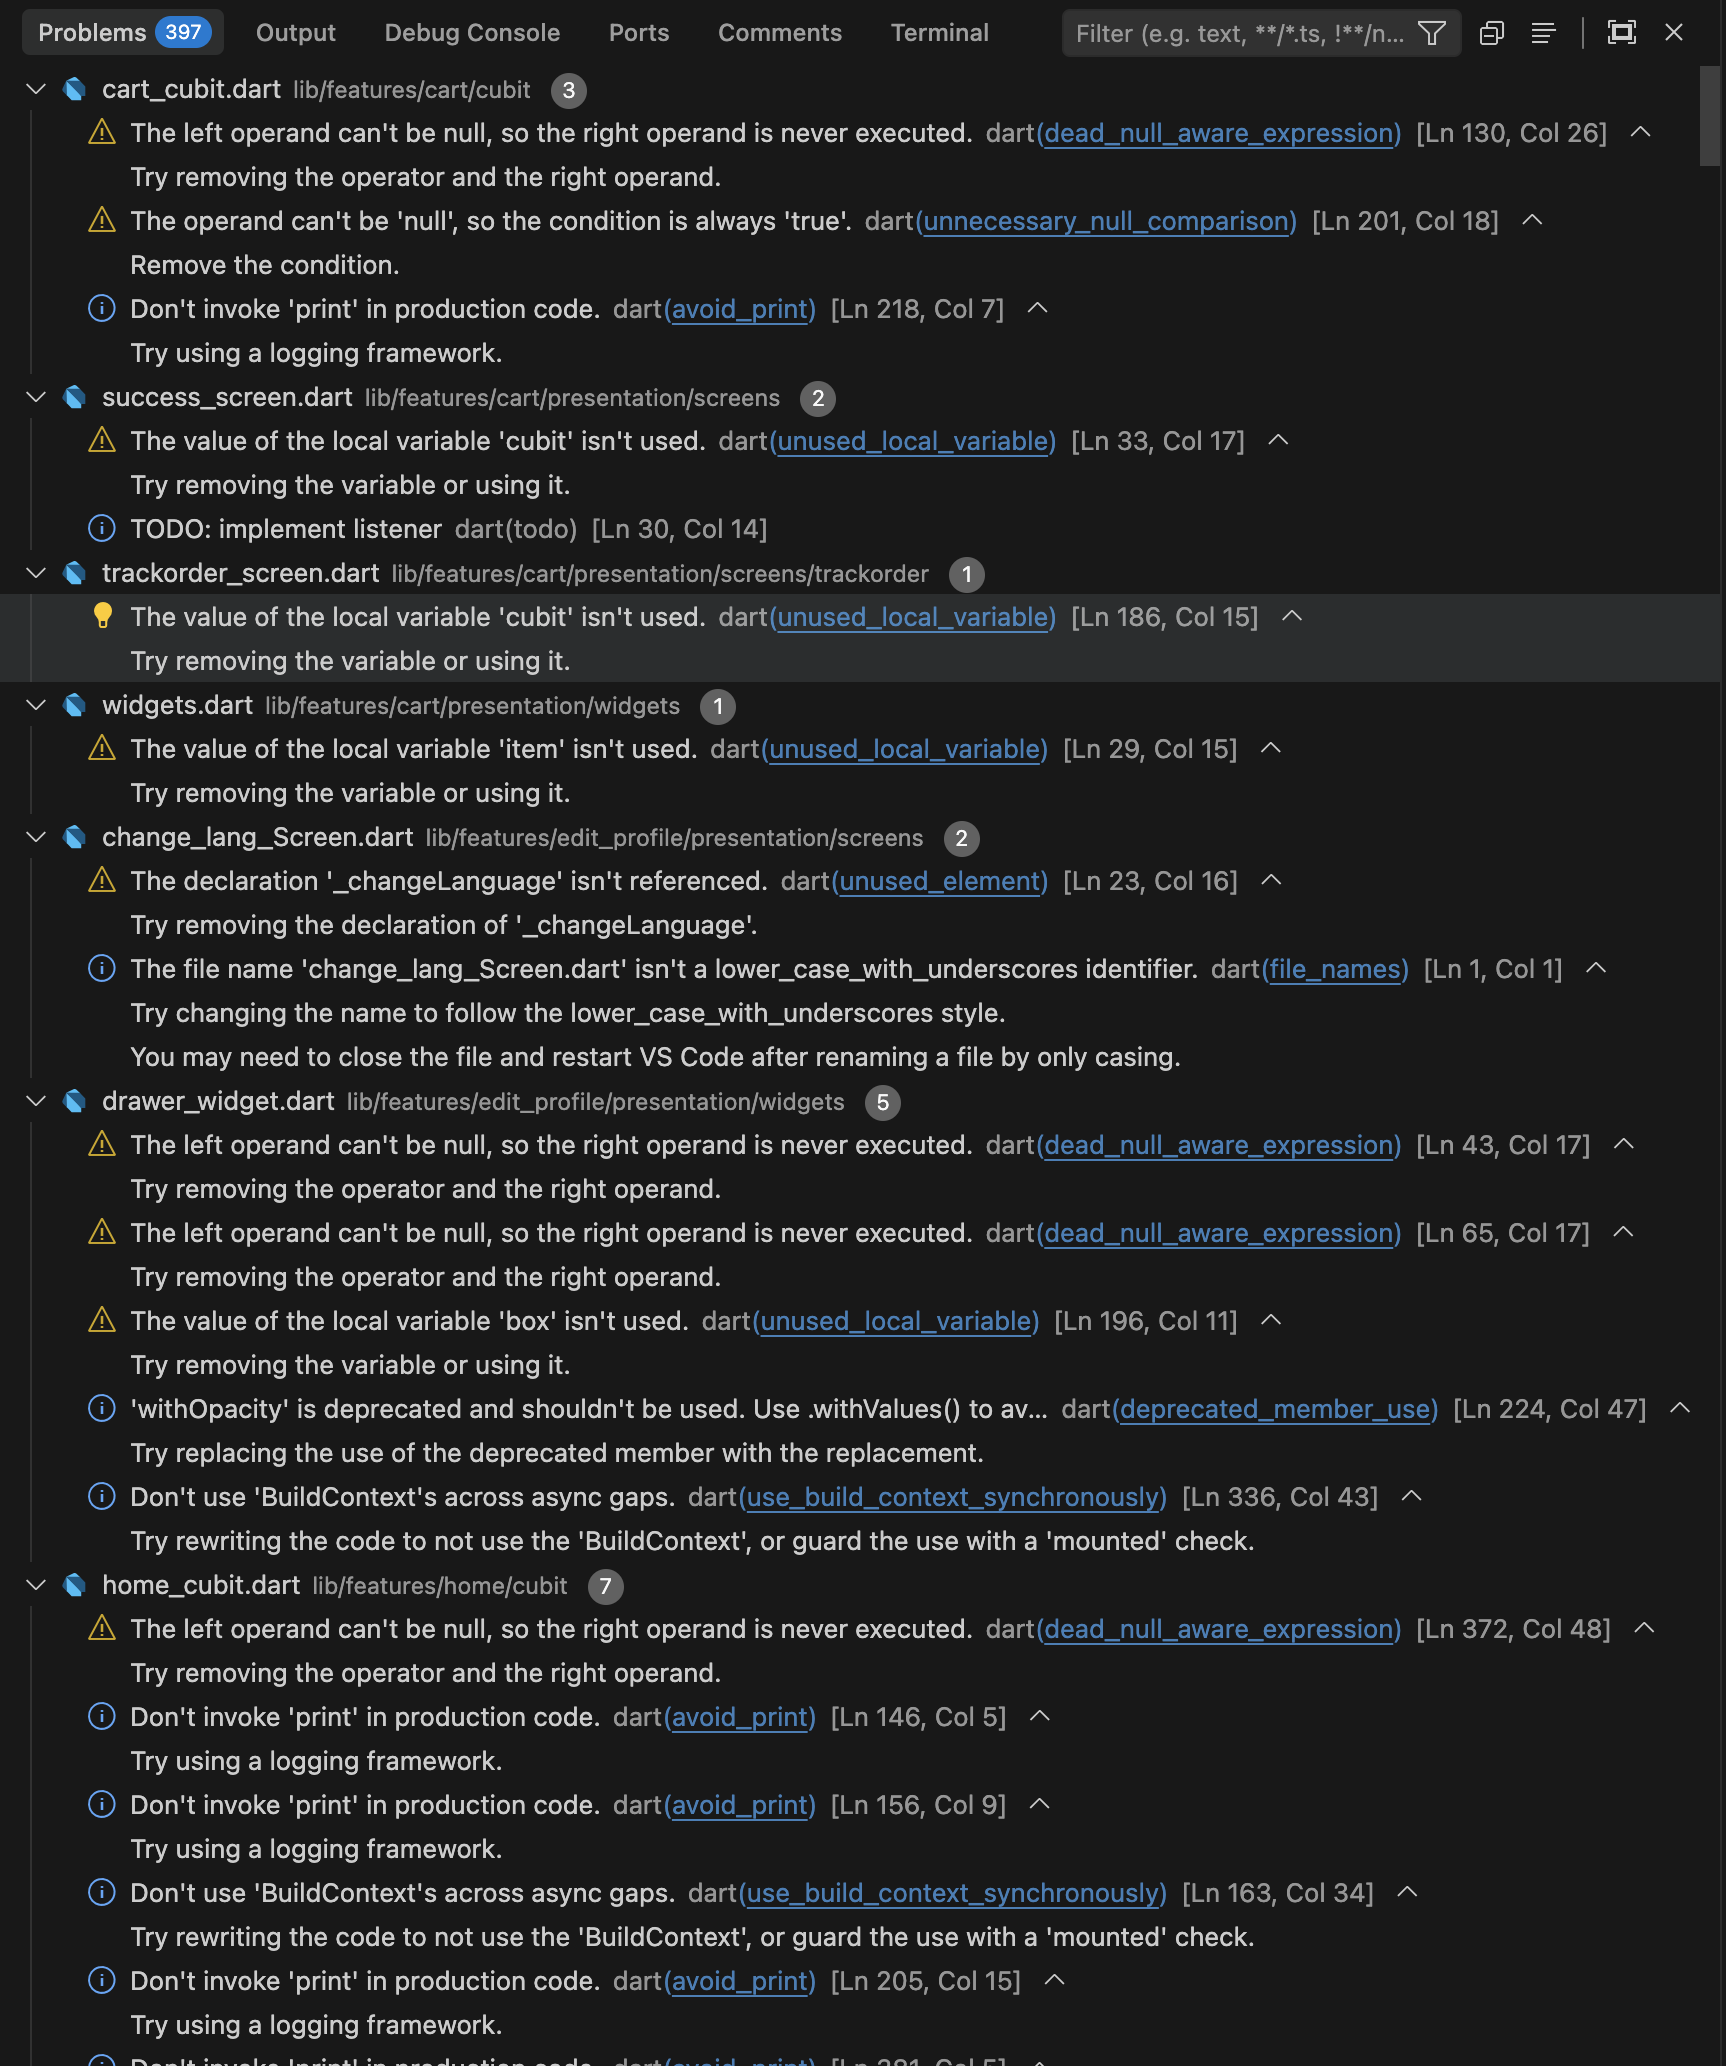 Problems 397 Output Debug Console Ports Comments Terminal Filter (e.g. text, **/*.ts, !**/n...
cart_cubit.dart lib/features/cart/cubit 3
The left operand can't be null, so the right operand is never executed. dart(dead_null_aware_expression) [Ln 130, Col 26]
Try removing the operator and the right operand.
The operand can't be 'null', so the condition is always 'true'. dart(unnecessary_null_comparison) [Ln 201, Col 18]
Remove the condition.
Don't invoke 'print' in production code. dart(avoid_print) [Ln 218, Col 7]
Try using a logging framework.
success_screen.dart lib/features/cart/presentation/screens 2
The value of the local variable 'cubit' isn't used. dart(unused_local_variable) [Ln 33, Col 17]
Try removing the variable or using it.
TODO: implement listener dart(todo) [Ln 30, Col 14]
trackorder_screen.dart lib/features/cart/presentation/screens/trackorder 1
The value of the local variable 'cubit' isn't used. dart(unused_local_variable) [Ln 186, Col 15]
Try removing the variable or using it.
widgets.dart lib/features/cart/presentation/widgets 1
The value of the local variable 'item' isn't used. dart(unused_local_variable) [Ln 29, Col 15]
Try removing the variable or using it.
change_lang_Screen.dart lib/features/edit_profile/presentation/screens 2
The declaration '_changeLanguage' isn't referenced. dart(unused_element) [Ln 23, Col 16]
Try removing the declaration of '_changeLanguage'.
The file name 'change_lang_Screen.dart' isn't a lower_case_with_underscores identifier. dart(file_names) [Ln 1, Col 1]
Try changing the name to follow the lower_case_with_underscores style.
You may need to close the file and restart VS Code after renaming a file by only casing.
drawer_widget.dart lib/features/edit_profile/presentation/widgets 5
The left operand can't be null, so the right operand is never executed. dart(dead_null_aware_expression) [Ln 43, Col 17]
Try removing the operator and the right operand.
The left operand can't be null, so the right operand is never executed. dart(dead_null_aware_expression) [Ln 65, Col 17]
Try removing the operator and the right operand.
The value of the local variable 'box' isn't used. dart(unused_local_variable) [Ln 196, Col 11]
Try removing the variable or using it.
'withOpacity' is deprecated and shouldn't be used. Use .withValues() to av... dart(deprecated_member_use) [Ln 224, Col 47]
Try replacing the use of the deprecated member with the replacement.
Don't use 'BuildContext's across async gaps. dart(use_build_context_synchronously) [Ln 336, Col 43]
Try rewriting the code to not use the 'BuildContext', or guard the use with a 'mounted' check.
home_cubit.dart lib/features/home/cubit 7
The left operand can't be null, so the right operand is never executed. dart(dead_null_aware_expression) [Ln 372, Col 48]
Try removing the operator and the right operand.
Don't invoke 'print' in production code. dart(avoid_print) [Ln 146, Col 5]
Try using a logging framework.
Don't invoke 'print' in production code. dart(avoid_print) [Ln 156, Col 9]
Try using a logging framework.
Don't use 'BuildContext's across async gaps. dart(use_build_context_synchronously) [Ln 163, Col 34]
Try rewriting the code to not use the 'BuildContext', or guard the use with a 'mounted' check.
Don't invoke 'print' in production code. dart(avoid_print) [Ln 205, Col 15]
Try using a logging framework.
Don't invoke 'print' in production code. dart(avoid_print) [Ln 281, Col 5]